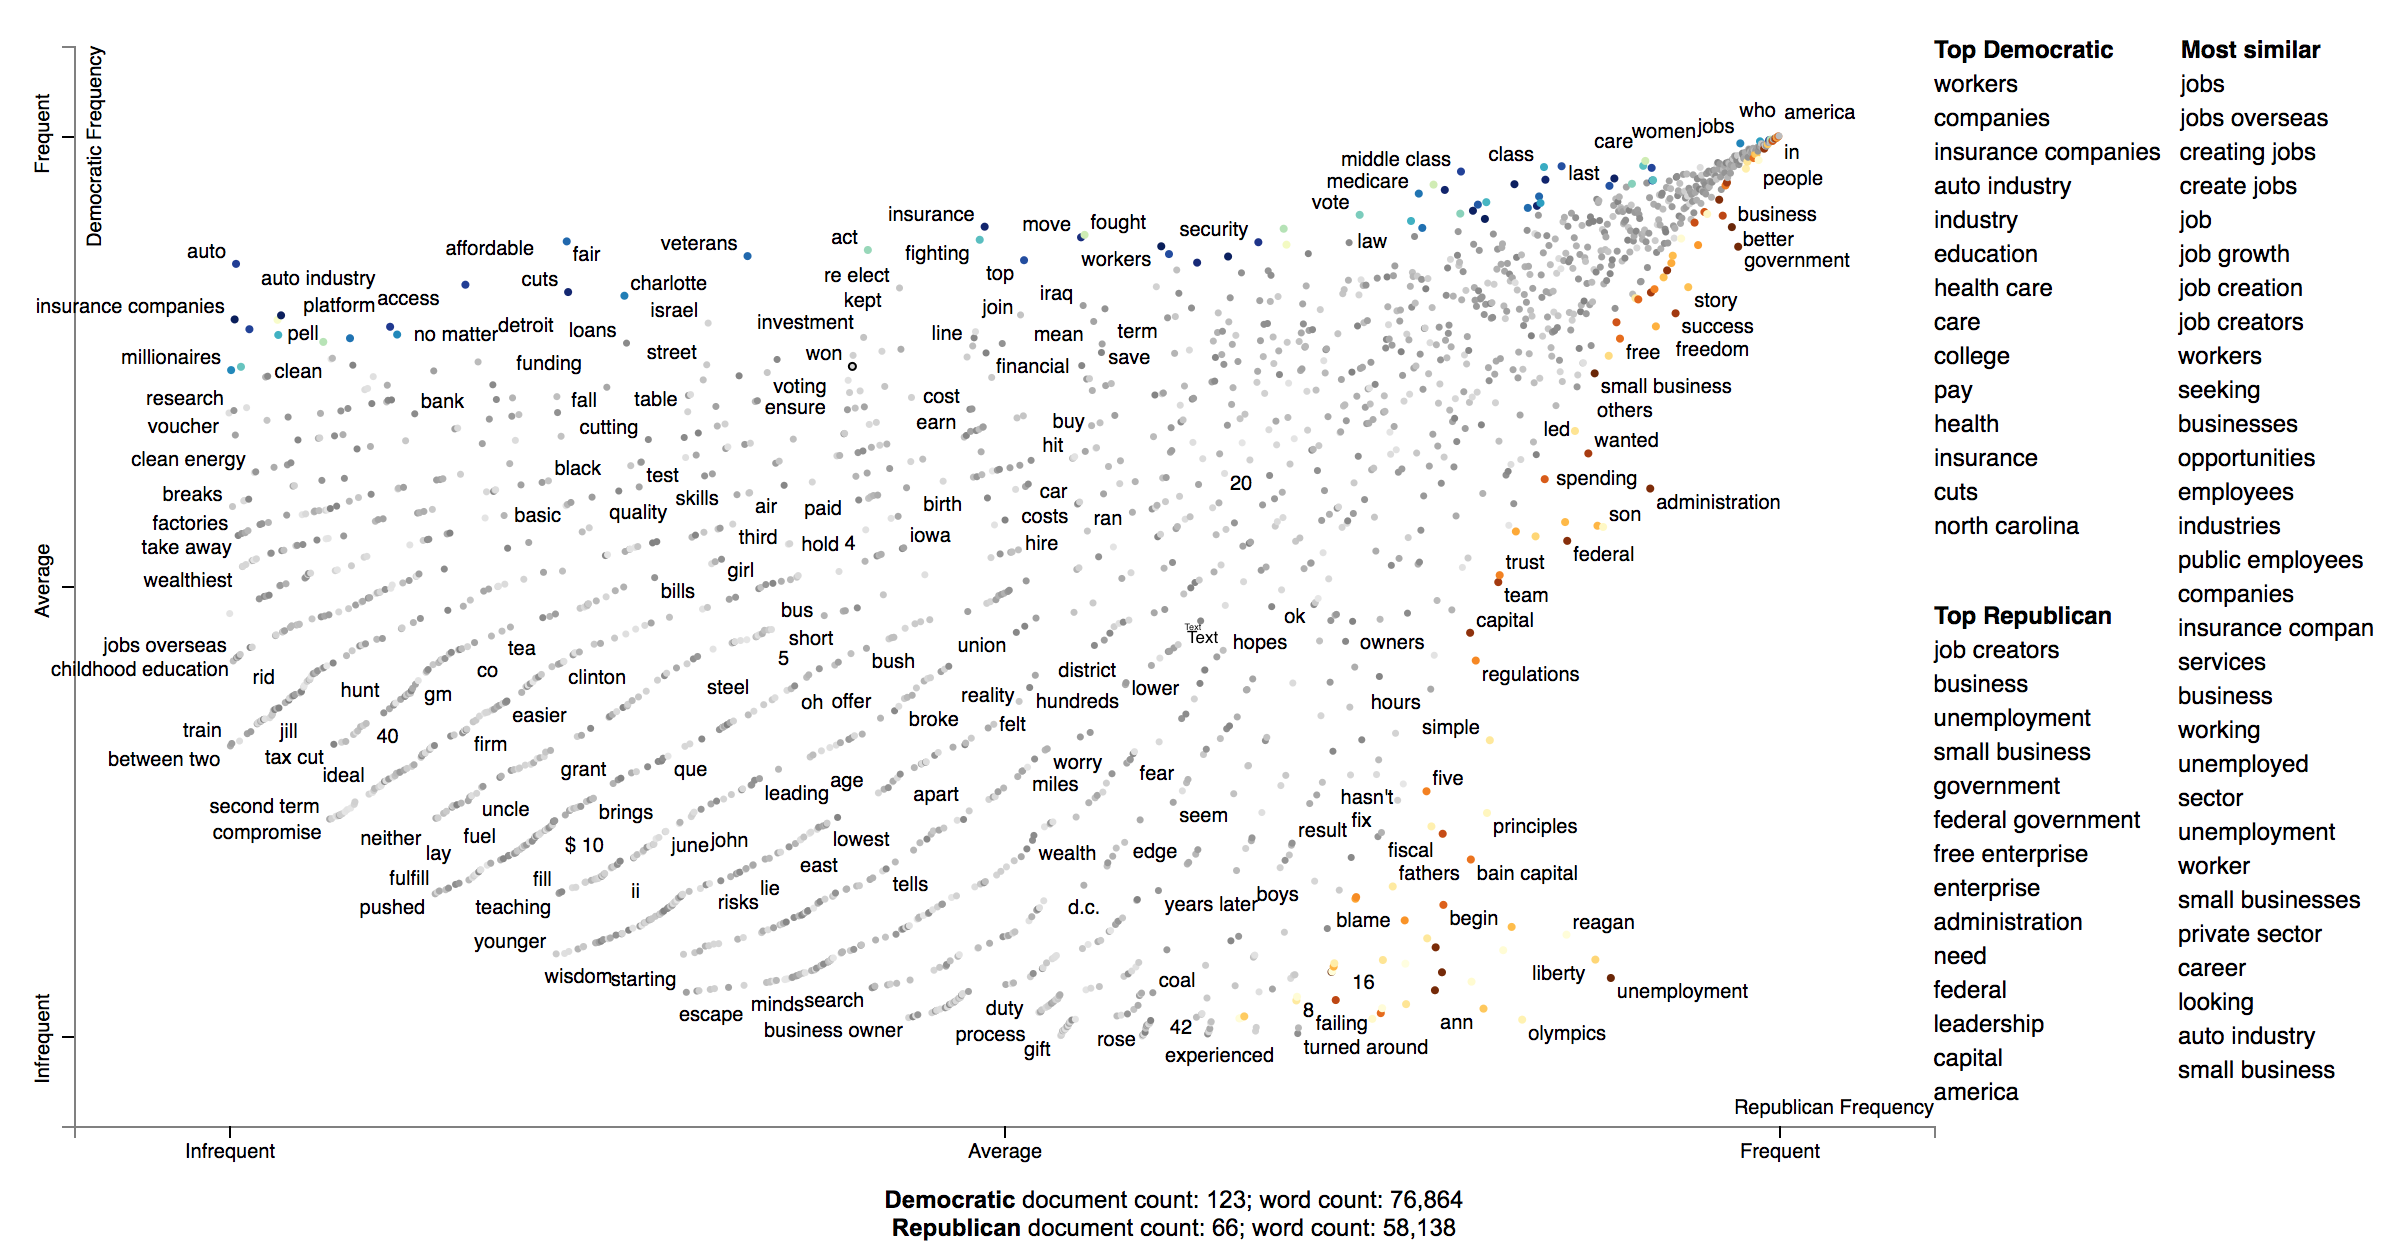 Democratic Frequency
Frequent
Average
Infrequent
who america
women jobs
care
in
middle class class
last
people
medicare
vote
insurance
business
move fought
security
better
act
law
auto
affordable
fair
veterans
fighting
government
workers
re elect
top
auto industry
cuts
charlotte
access
kept
iraq
story
insurance companies
platform
israel
join
investment
success
pell
no matter detroit loans
line
mean
term
freedom
millionaires
clean
funding
street
won
financial
save
free
small business
research
bank
fall
table
voting
ensure
cost
others
voucher
cutting
earn
buy
led
wanted
hit
clean energy
black
test
20
spending
breaks
skills
air
paid
birth
car
administration
factories
basic
quality
costs
ran
son
take away
third
hold 4
iowa
hire
federal
wealthiest
girl
trust
bills
team
bus
ok
capital
jobs overseas
tea
short
union
Text
Text
hopes
owners
childhood education
rid
co
clinton
5
bush
district
regulations
hunt
gm
steel
oh offer
reality
hundreds
lower
hours
train
jill
40
easier
broke
felt
simple
between two
tax cut
firm
ideal
grant
que
leading age
worry
miles
fear
five
second term
uncle
brings
apart
hasn't
compromise
neither
fuel
seem
result
fix
principles
lay
$ 10
june john
lowest
wealth
edge
fiscal
fulfill
fill
ii
east
fathers
bain capital
pushed
teaching
risks
lie
tells
d.c.
years later boys
blame
begin
reagan
younger
wisdom starting
coal
16
liberty
unemployment
escape
minds search
duty
8
failing
ann
olympics
business owner
process
gift
rose
42
experienced
turned around
Republican Frequency
Infrequent
Average
Frequent
Top Democratic
workers
companies
insurance companies
auto industry
industry
education
health care
care
college
pay
health
insurance
cuts
north carolina
Top Republican
job creators
business
unemployment
small business
government
federal government
free enterprise
enterprise
administration
need
federal
leadership
capital
america
Most similar
jobs
jobs overseas
creating jobs
create jobs
job
job growth
job creation
job creators
workers
seeking
businesses
opportunities
employees
industries
public employees
companies
insurance compan
services
business
working
unemployed
sector
unemployment
worker
small businesses
private sector
career
looking
auto industry
small business
Democratic document count: 123; word count: 76,864
Republican document count: 66; word count: 58,138